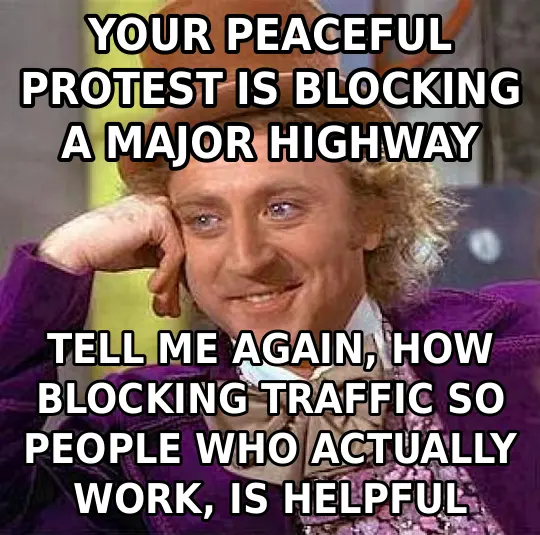 YOUR PEACEFUL
PROTEST IS BLOCKING
A MAJOR HIGHWAY
TELL ME AGAIN, HOW
BLOCKING TRAFFIC SO
PEOPLE WHO ACTUALLY
WORK, IS HELPFUL